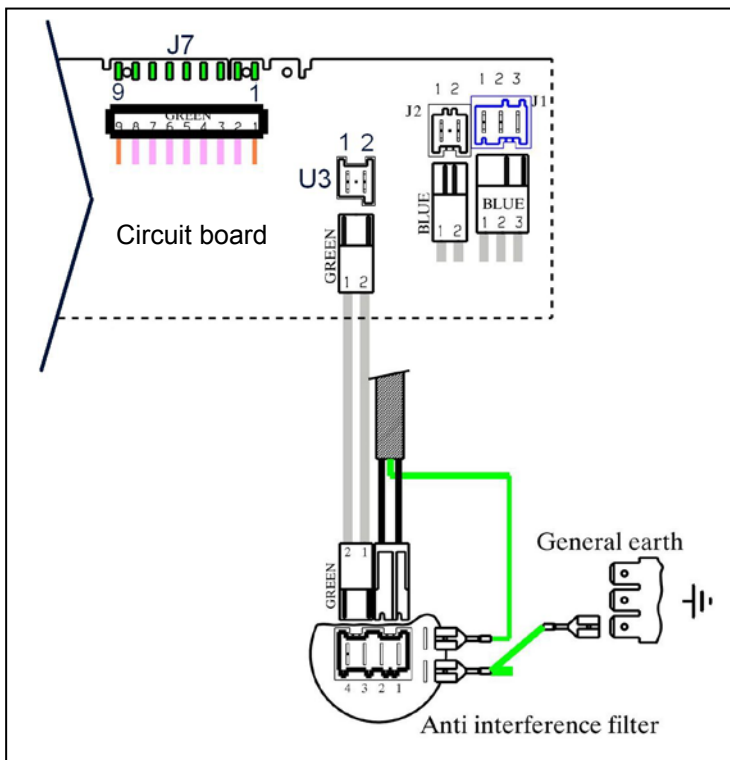 J7
9 1
GREEN
9 8 7 6 5 4 3 2 1
1 2
J2
1 2 3
J1
1 2
U3
BLUE
1 2
BLUE
1 2 3
Circuit board
GREEN
1 2
General earth
2 1
GREEN
4 3 2 1
Anti interference filter